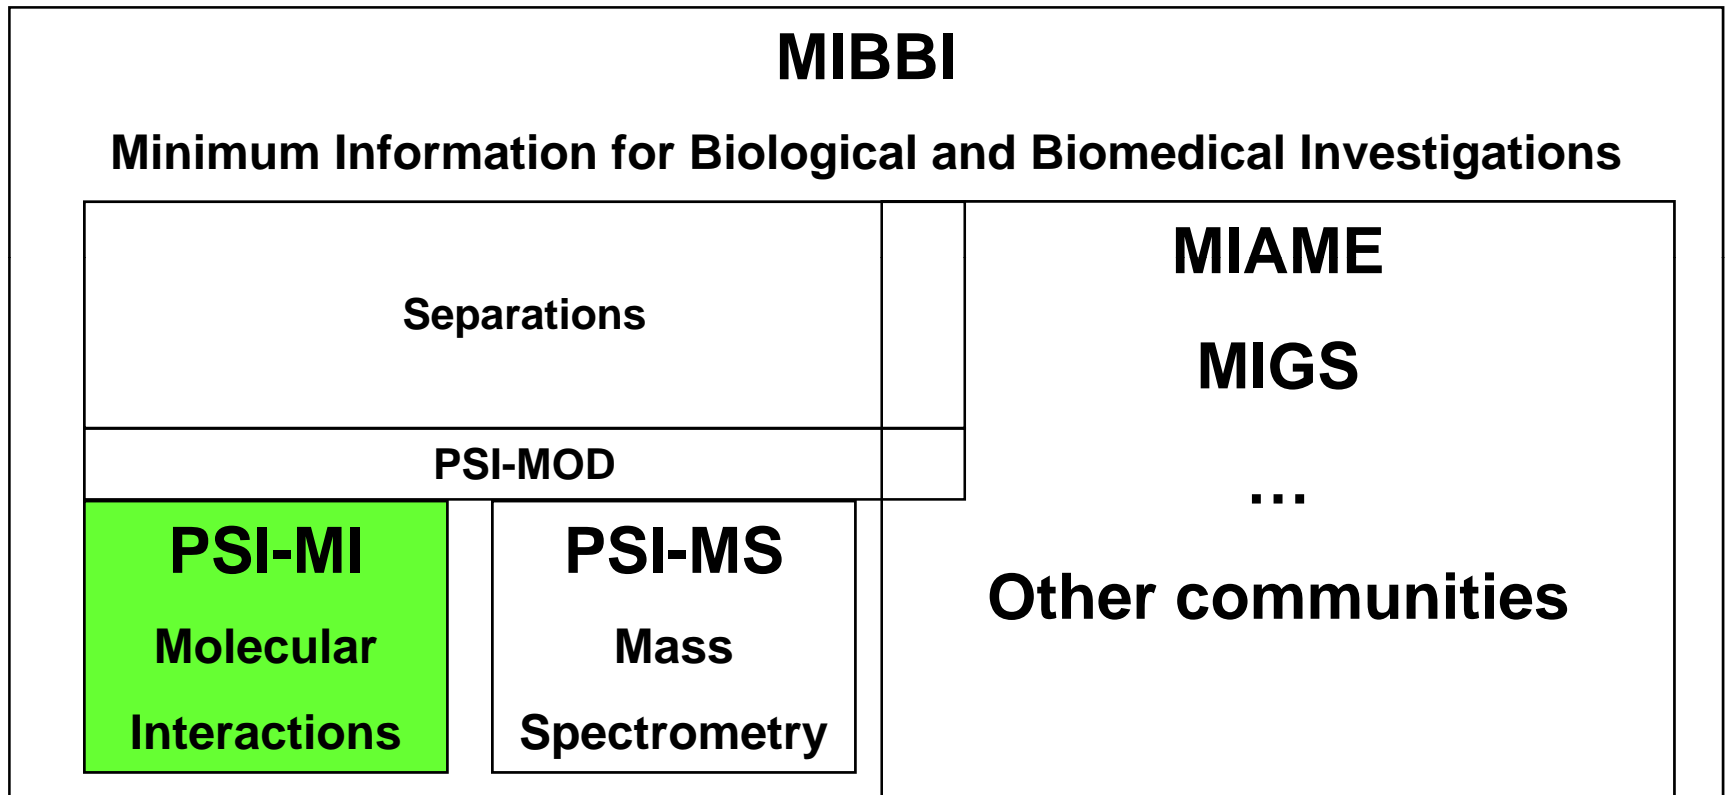 MIBBI
Minimum Information for Biological and Biomedical Investigations
Separations
PSI-MOD
PSI-MI
Molecular
Interactions
PSI-MS
Mass
Spectrometry
MIAME
MIGS
…
Other communities